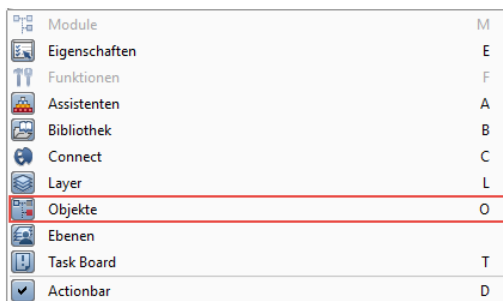 Module M
Eigenschaften E
Funktionen F
Assistenten A
Bibliothek B
Connect C
Layer L
Objekte O
Ebenen
Task Board T
Actionbar D